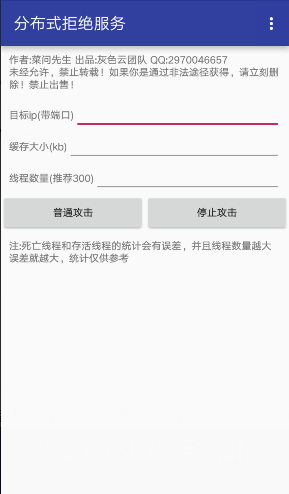 分布式拒绝服务
作者:菜问先生 出品:灰色云团队 QQ:2970046657
未经允许，禁止转载！如果你是通过非法途径获得，请立刻删
除！禁止出售！
目标ip(带端口)
缓存大小(kb)
线程数量(推荐300)
普通攻击 停止攻击
注:死亡线程和存活线程的统计会有误差，并且线程数量越大
误差就越大，统计仅供参考